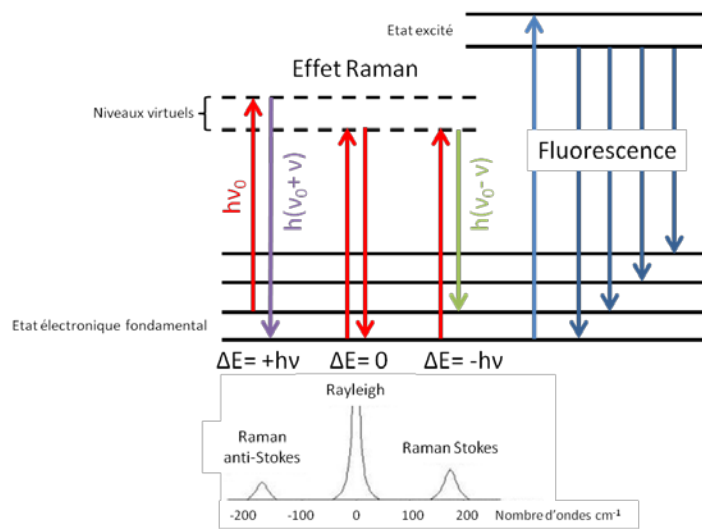 Etat excité
Effet Raman
Niveaux virtuels
Fluorescence
hν₀
h(ν₀+ ν)
h(ν₀- ν)
Etat électronique fondamental
ΔE= +hν
ΔE= 0
ΔE= -hν
Rayleigh
Raman
anti-Stokes
Raman Stokes
-200
-100
0
100
200
Nombre d'ondes cm⁻¹